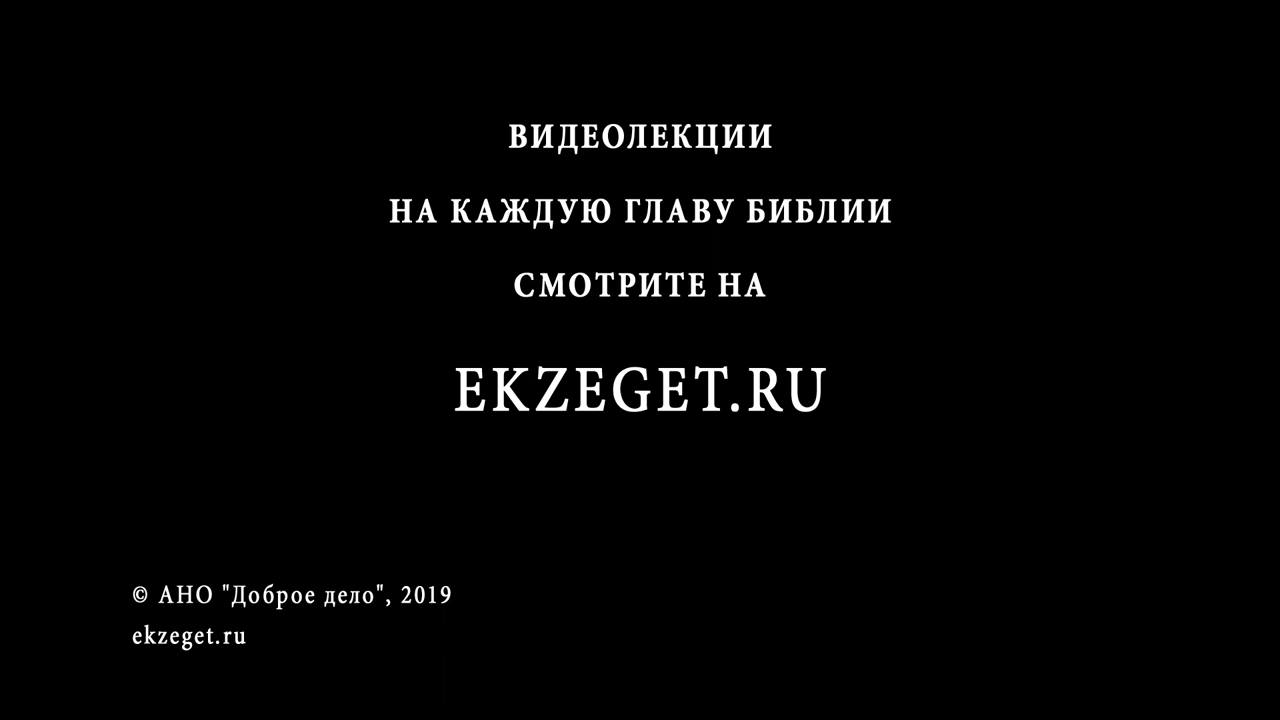 ВИДЕОЛЕКЦИИ
НА КАЖДУЮ ГЛАВУ БИБЛИИ
СМОТРИТЕ НА
EKZEGET.RU
© АНО "Доброе дело", 2019
ekzeget.ru